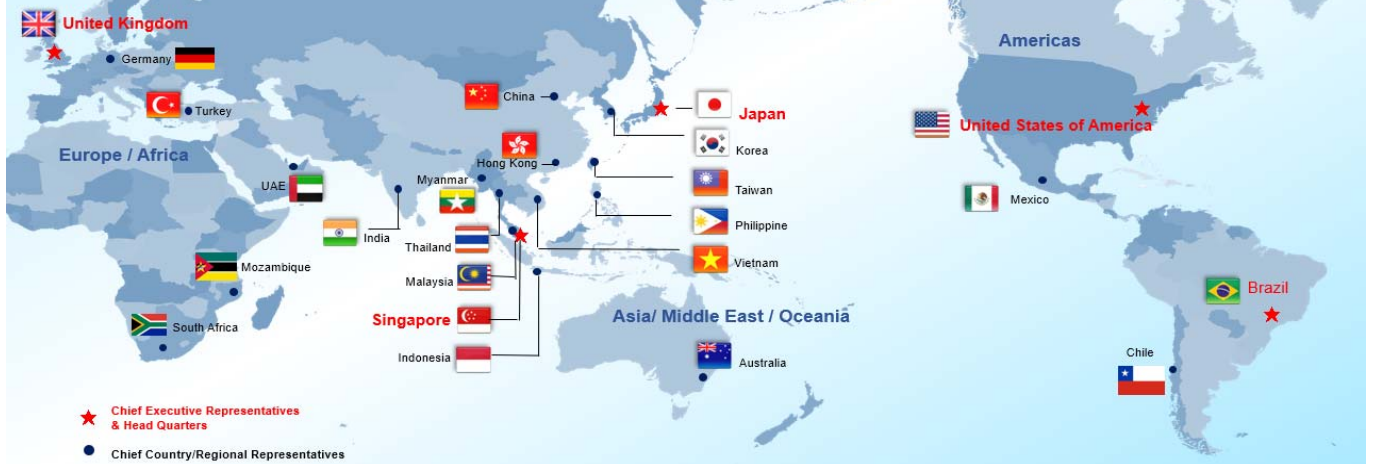 United Kingdom
Germany
Turkey
Europe / Africa
UAE
India
Mozambique
South Africa
China
Hong Kong
Myanmar
Thailand
Malaysia
Singapore
Indonesia
Japan
Korea
Taiwan
Philippine
Vietnam
Asia/ Middle East / Oceania
Australia
Americas
United States of America
Mexico
Brazil
Chile
Chief Executive Representatives
& Head Quarters
Chief Country/Regional Representatives